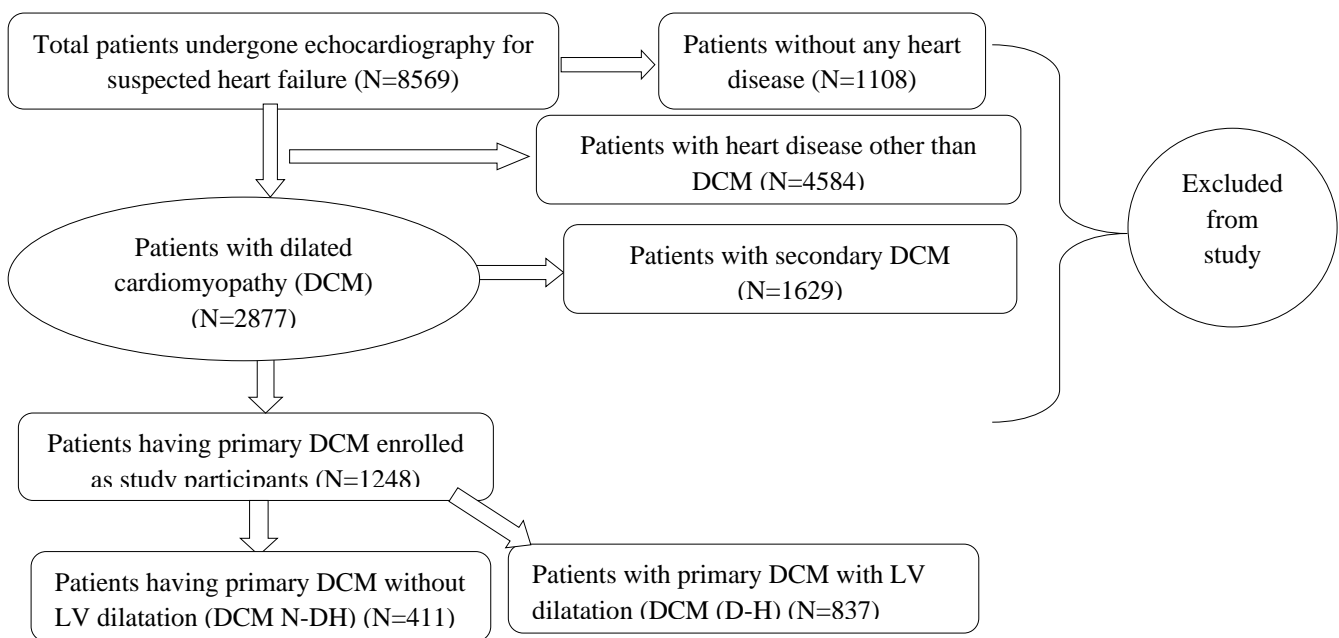 Total patients undergone echocardiography for
suspected heart failure (N=8569)
Patients without any heart
disease (N=1108)
Patients with heart disease other than
DCM (N=4584)
Excluded
from
study
Patients with dilated
cardiomyopathy (DCM)
(N=2877)
Patients with secondary DCM
(N=1629)
Patients having primary DCM enrolled
as study participants (N=1248)
Patients having primary DCM without
LV dilatation (DCM N-DH) (N=411)
Patients with primary DCM with LV
dilatation (DCM (D-H) (N=837)